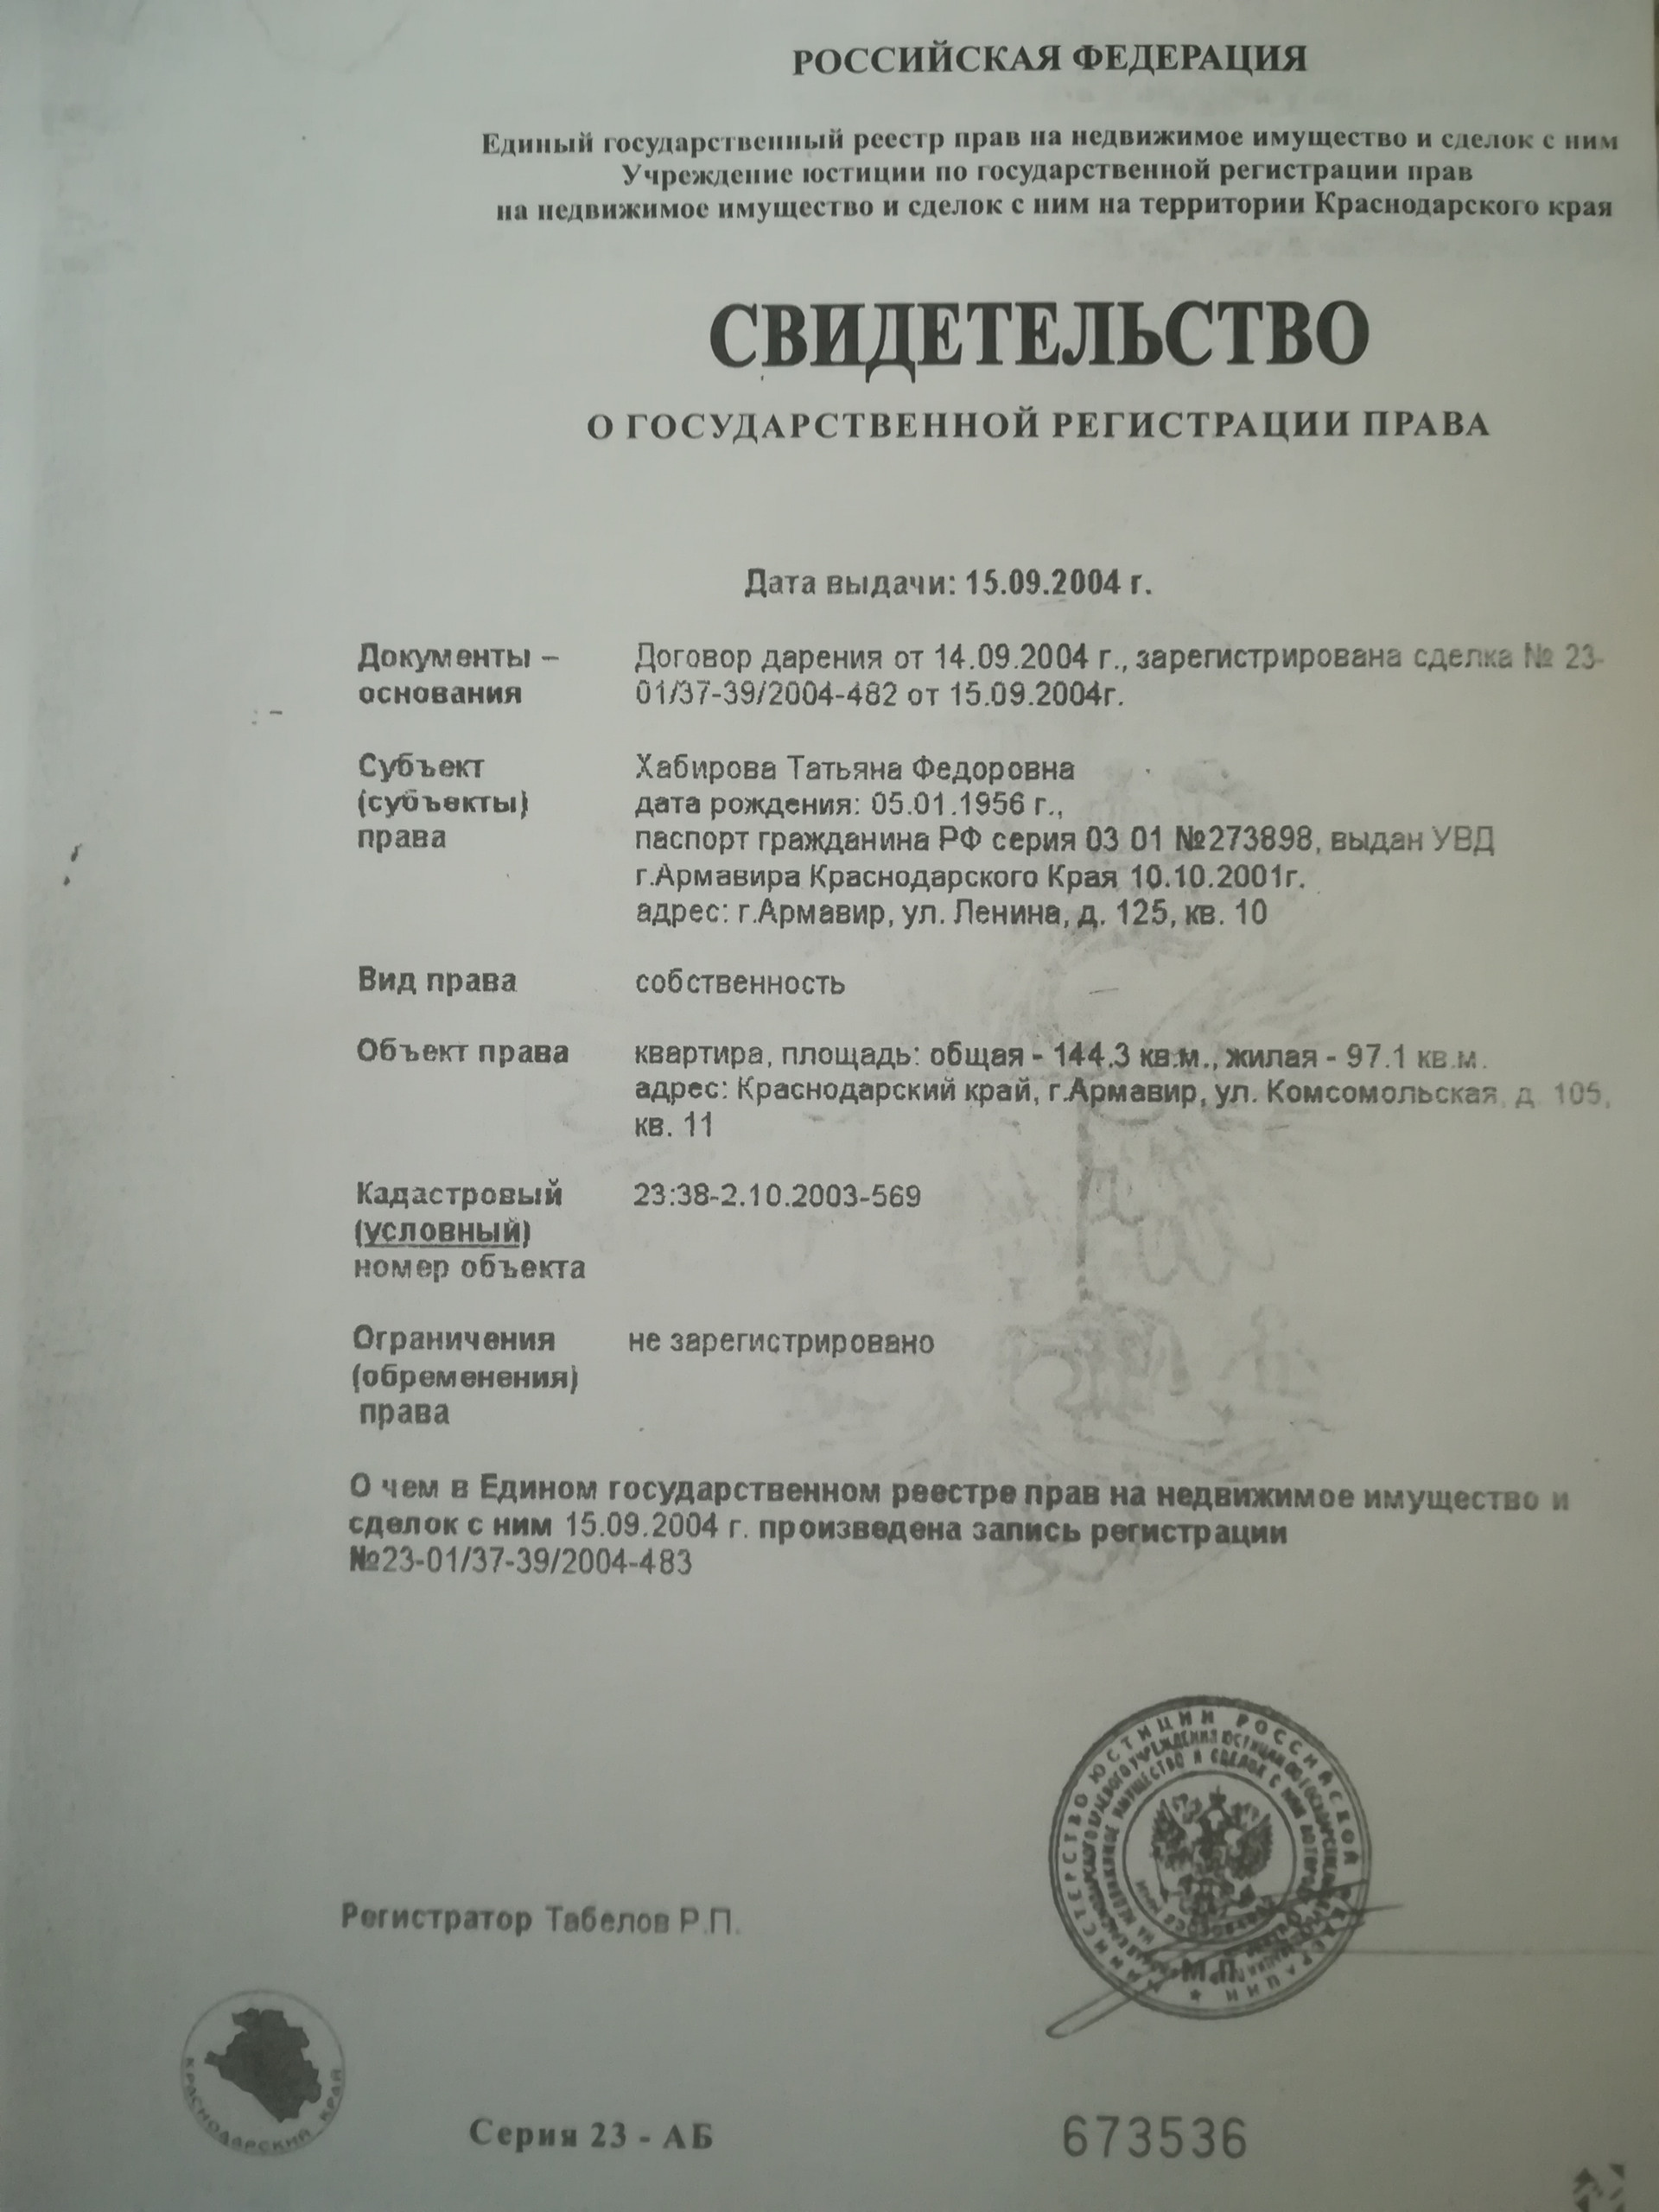 РОССИЙСКАЯ ФЕДЕРАЦИЯ
Единый государственный реестр прав на недвижимое имущество и сделок с ним
Учреждение юстиции по государственной регистрации прав
на недвижимое имущество и сделок с ним на территории Краснодарского края
СВИДЕТЕЛЬСТВО
О ГОСУДАРСТВЕННОЙ РЕГИСТРАЦИИ ПРАВА
Дата выдачи: 15.09.2004 г.
Документы – Договор дарения от 14.09.2004 г., зарегистрирована сделка № 23-
основания 01/37-39/2004-482 от 15.09.2004г.
Субъект Хабирова Татьяна Федоровна
(субъекты) дата рождения: 05.01.1956 г.,
права паспорт гражданина РФ серия 03 01 №273898, выдан УВД
г.Армавира Краснодарского Края 10.10.2001г.
адрес: г.Армавир, ул. Ленина, д. 125, кв. 10
Вид права собственность
Объект права квартира, площадь: общая - 144.3 кв.м., жилая - 97.1 кв.м.
адрес: Краснодарский край, г.Армавир, ул. Комсомольская, д. 105,
кв. 11
Кадастровый 23:38-2.10.2003-569
(условный)
номер объекта
Ограничения не зарегистрировано
(обременения)
права
О чем в Едином государственном реестре прав на недвижимое имущество и
сделок с ним 15.09.2004 г. произведена запись регистрации
№23-01/37-39/2004-483
МИНИСТЕРСТВО ЮСТИЦИИ РОССИЙСКОЙ ФЕДЕРАЦИИ
М.П.
Регистратор Табелов Р.П.
КРАСНОДАРСКИЙ КРАЙ
Серия 23 - АБ 673536